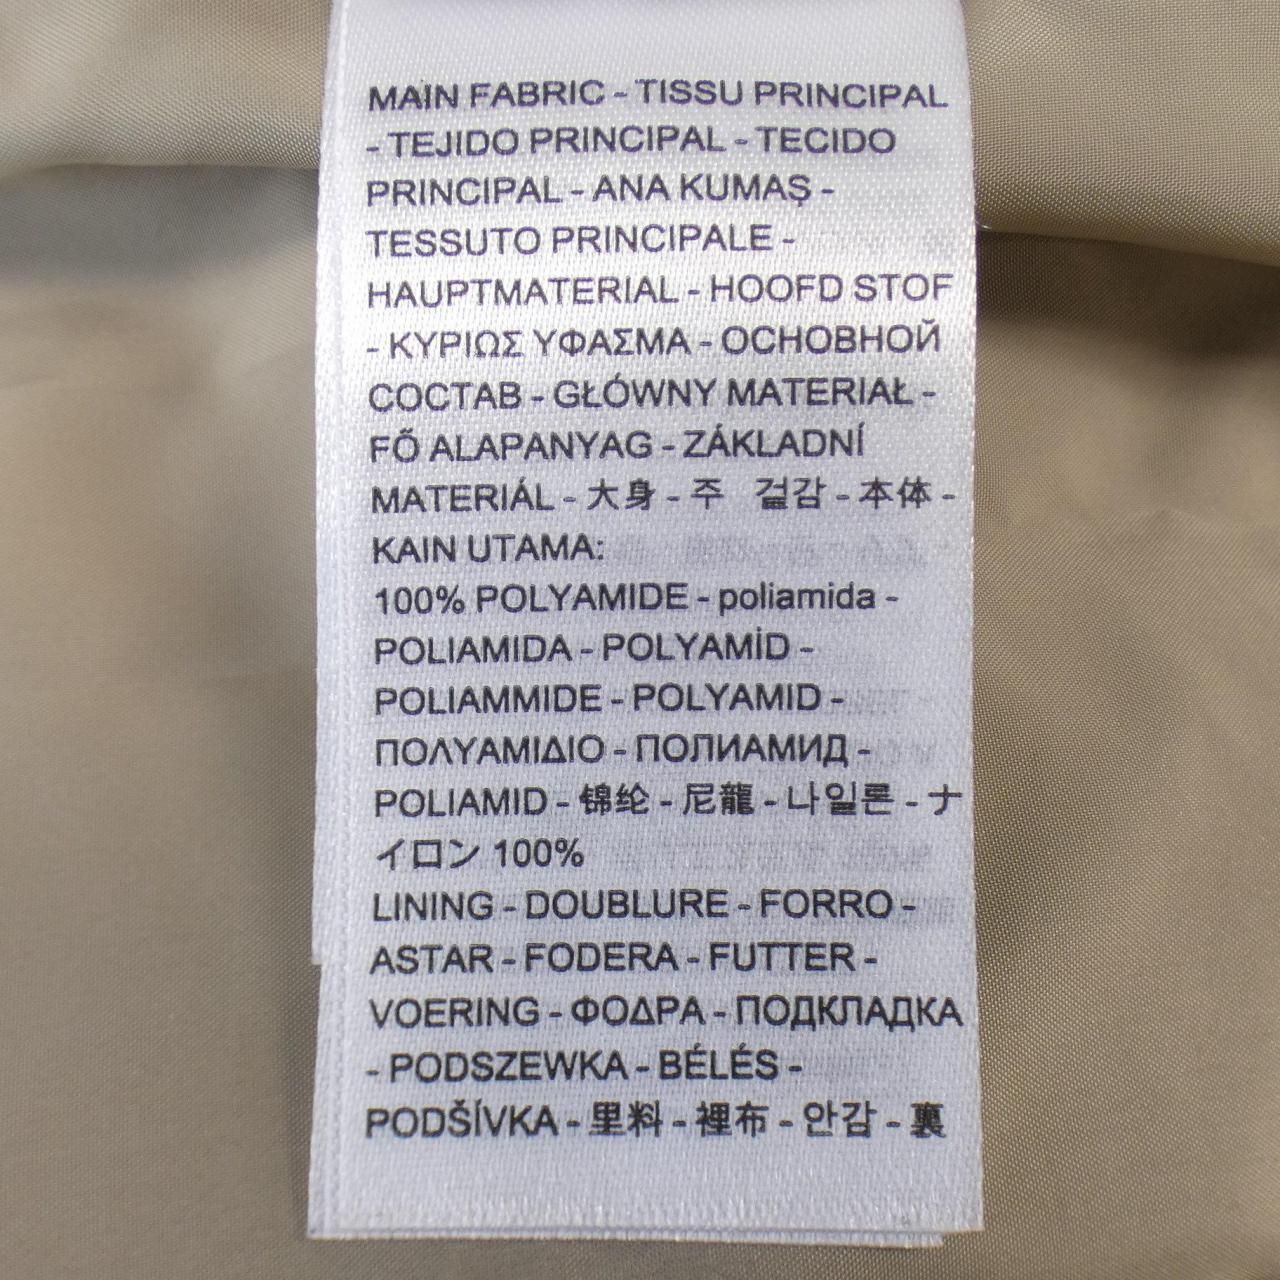 MAIN FABRIC - TISSU PRINCIPAL
- TEJIDO PRINCIPAL - TECIDO
PRINCIPAL - ANA KUMAŞ -
TESSUTO PRINCIPALE -
HAUPTMATERIAL - HOOFD STOF
- ΚΥΡΙΩΣ ΥΦΑΣΜΑ - ОСНОВНОЙ
СОСТАВ - GŁÓWNY MATERIAŁ -
FŐ ALAPANYAG - ZÁKLADNÍ
MATERIÁL - 大身 - 주 겉감 - 本体 -
KAIN UTAMA:
100% POLYAMIDE - poliamida -
POLIAMIDA - POLYAMİD -
POLIAMMIDE - POLYAMID -
ΠΟΛΥΑΜΙΔΙΟ - ПОЛИАМИД -
POLIAMID - 锦纶 - 尼龍 - 나일론 - ナ
イロン 100%
LINING - DOUBLURE - FORRO -
ASTAR - FODERA - FUTTER -
VOERING - ΦΟΔΡΑ - ПОДКЛАДКА
- PODSZEWKA - BÉLÉS -
PODŠÍVKA - 里料 - 裡布 - 안감 - 裏